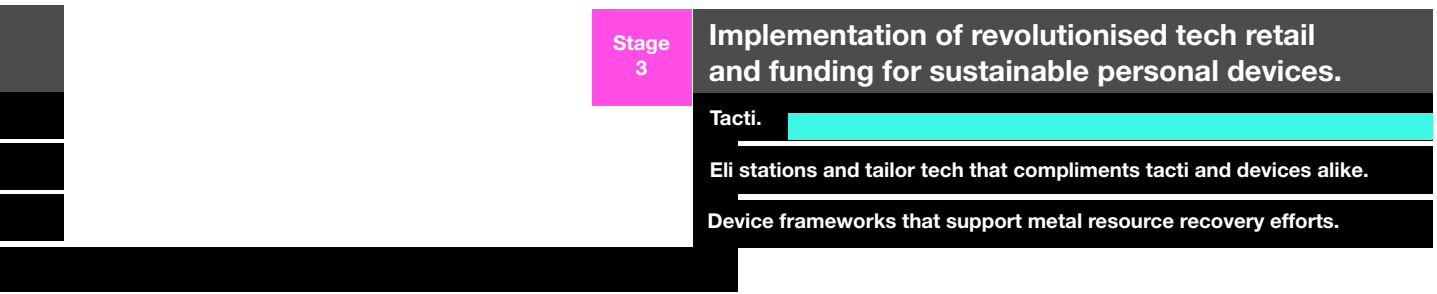 Stage
3
Implementation of revolutionised tech retail
and funding for sustainable personal devices.
Tacti.
Eli stations and tailor tech that compliments tacti and devices alike.
Device frameworks that support metal resource recovery efforts.